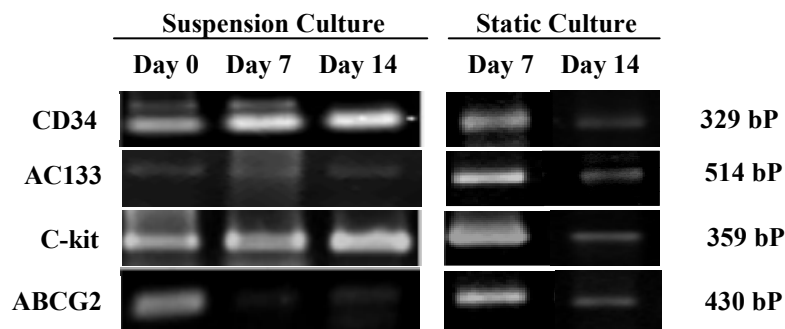 Suspension Culture Static Culture
Day 0 Day 7 Day 14 Day 7 Day 14
CD34 329 bP
AC133 514 bP
C-kit 359 bP
ABCG2 430 bP